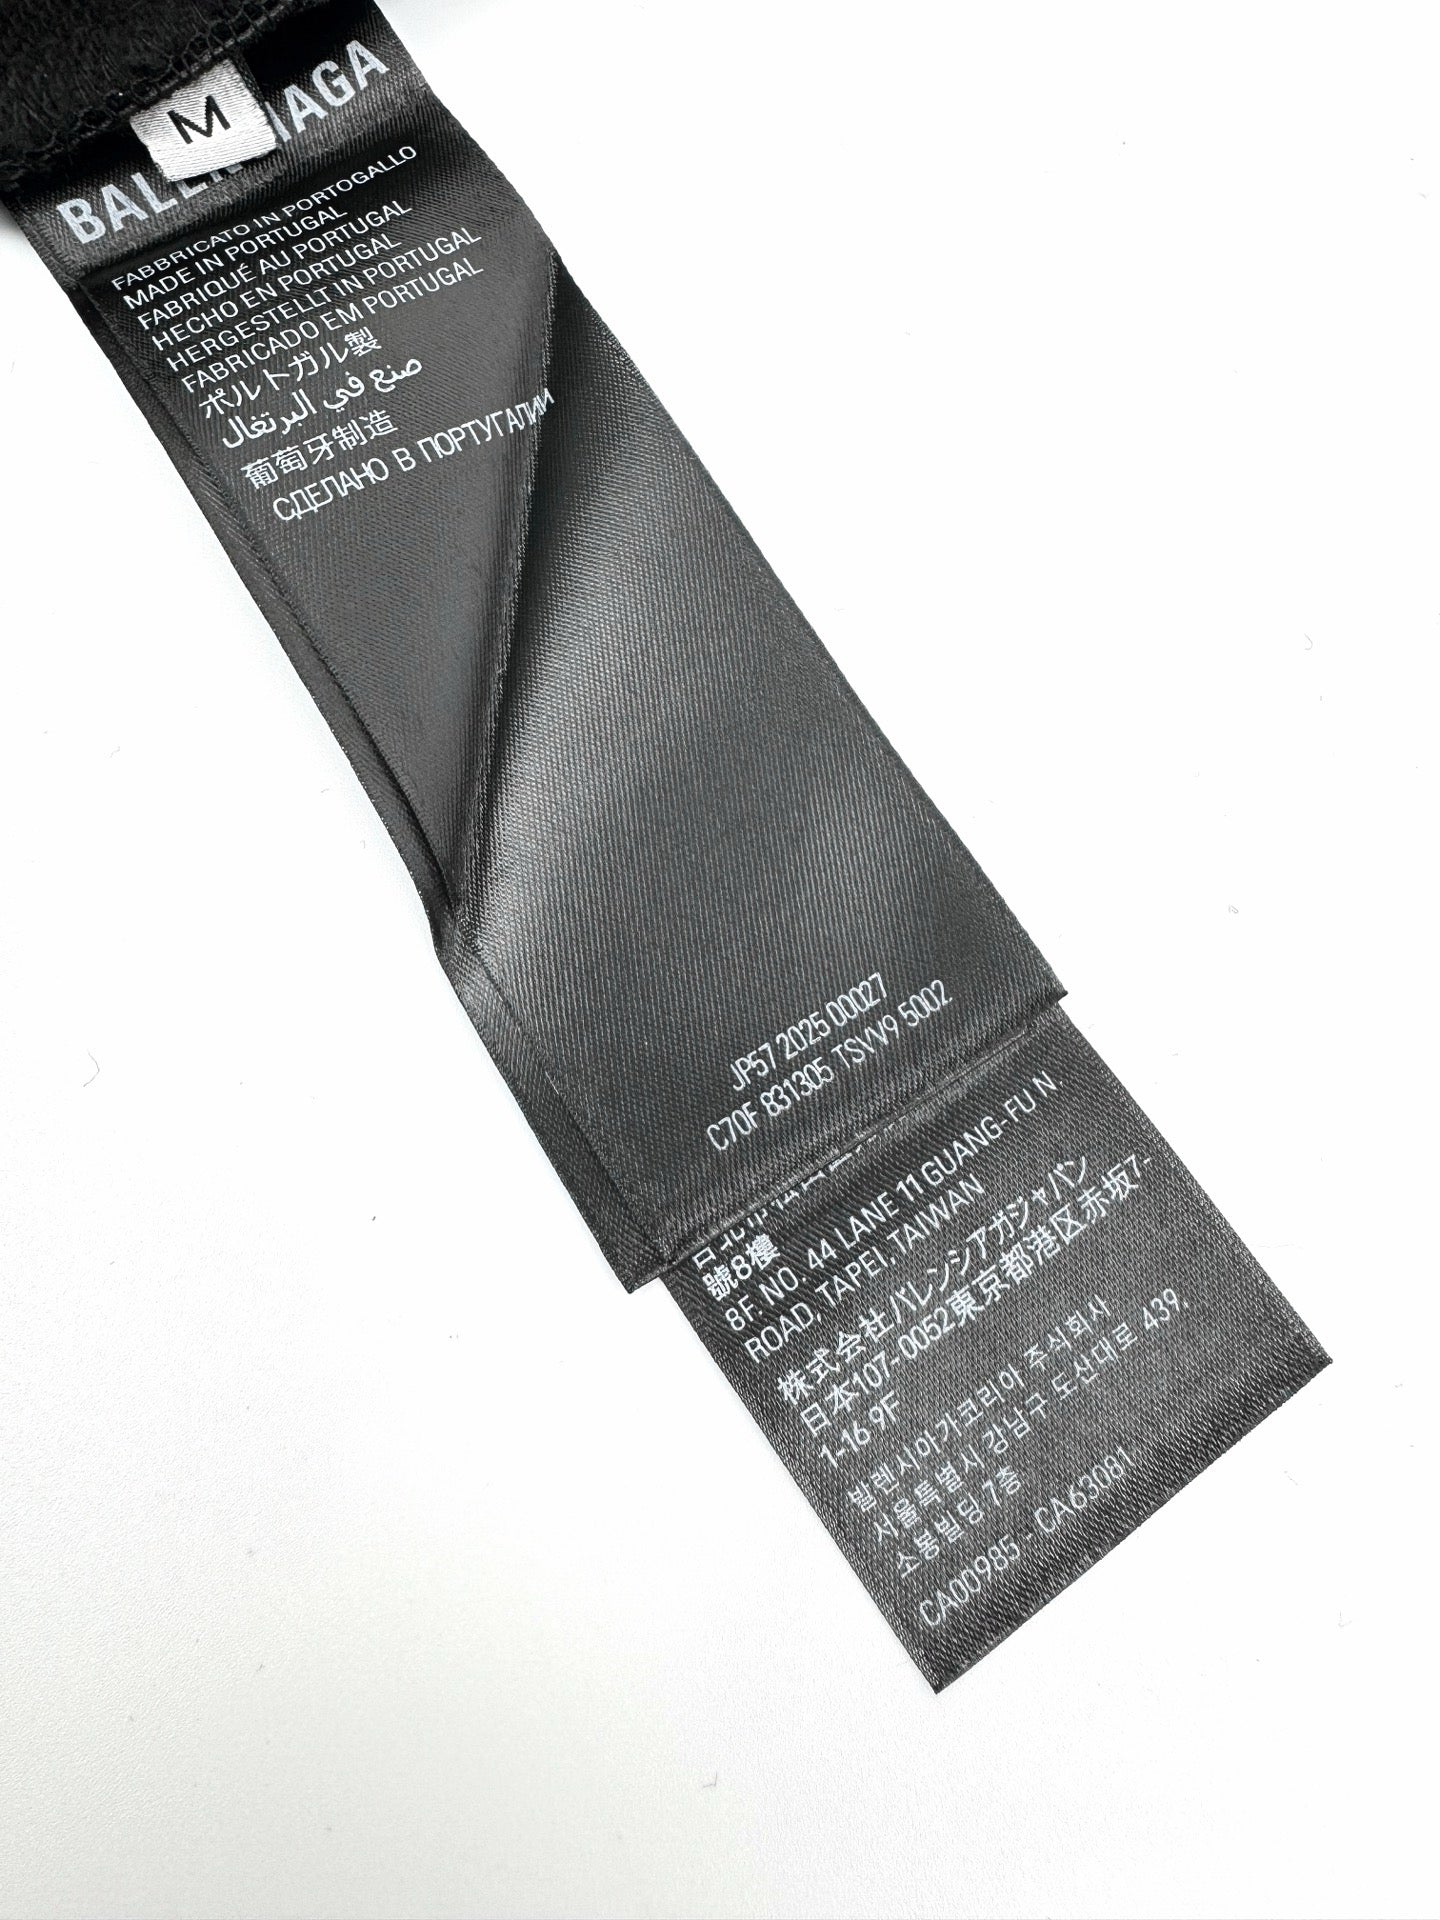 M
FABBRICATO IN PORTOGALLO
MADE IN PORTUGAL
FABRIQUÉ AU PORTUGAL
HECHO EN PORTUGAL
HERGESTELLT IN PORTUGAL
FABRICADO EM PORTUGAL
ポルトガル製
صنع في البرتغال
葡萄牙制造
СДЕЛАНО В ПОРТУГАЛИИ
JP57 2025 00027
C70F 831305 TSVV9 5002
號8樓
8F. NO. 44 LANE 11 GUANG-FU N.
ROAD, TAPEI, TAIWAN
株式会社バレンシアガジャパン
日本107-0052東京都港区赤坂7-
1-16 9F
발렌시아가코리아 주식회사
서울특별시 강남구 도산대로 439,
소봉빌딩 7층
CA00985 - CA63081